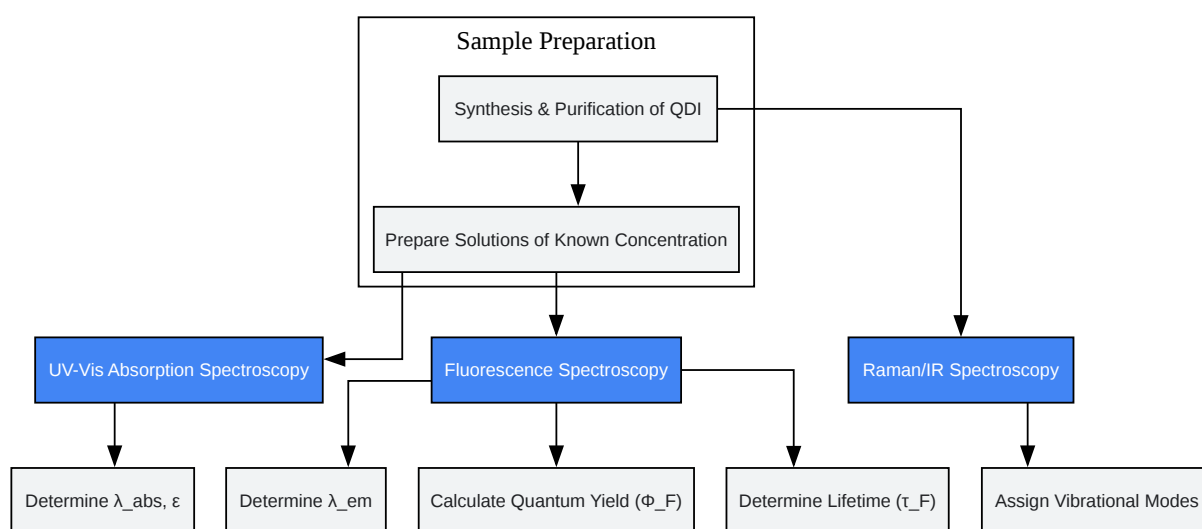 Sample Preparation
Synthesis & Purification of QDI
Prepare Solutions of Known Concentration
UV-Vis Absorption Spectroscopy
Fluorescence Spectroscopy
Raman/IR Spectroscopy
Determine λ_abs, ε
Determine λ_em
Calculate Quantum Yield (Φ_F)
Determine Lifetime (τ_F)
Assign Vibrational Modes